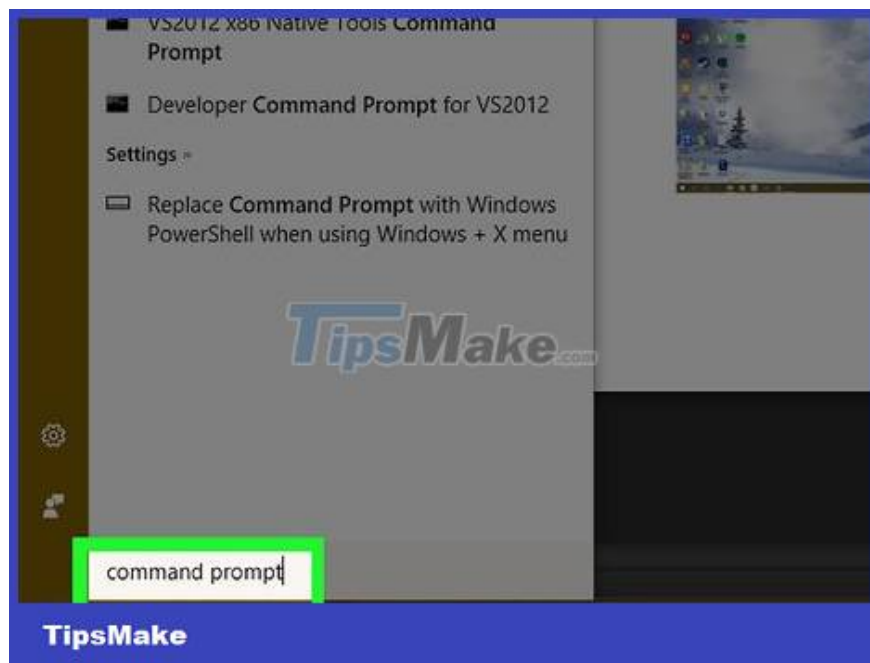 VS2012 x86 Native Tools Command
Prompt
Developer Command Prompt for VS2012
Settings »
Replace Command Prompt with Windows
PowerShell when using Windows + X menu
TipsMake.com
command prompt
TipsMake